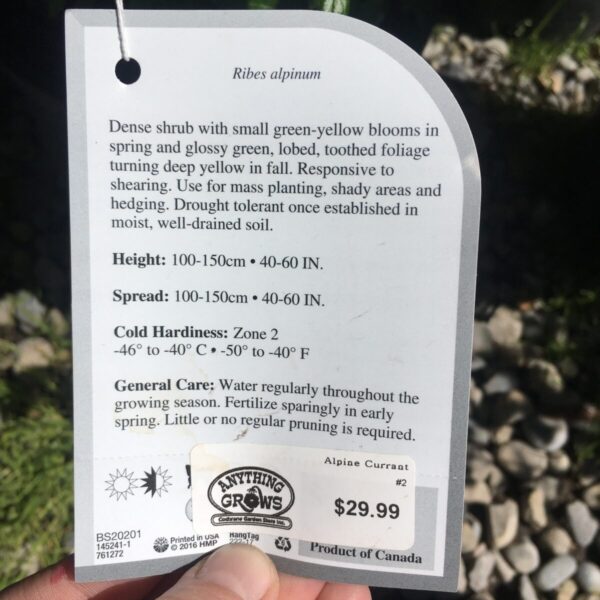 Ribes alpinum
Dense shrub with small green-yellow blooms in
spring and glossy green, lobed, toothed foliage
turning deep yellow in fall. Responsive to
shearing. Use for mass planting, shady areas and
hedging. Drought tolerant once established in
moist, well-drained soil.
Height: 100-150cm • 40-60 IN.
Spread: 100-150cm • 40-60 IN.
Cold Hardiness: Zone 2
-46° to -40° C • -50° to -40° F
General Care: Water regularly throughout the
growing season. Fertilize sparingly in early
spring. Little or no regular pruning is required.
Alpine Currant
#2
$29.99
ANYTHING
GROWS
Cochrane Garden Store Inc.
BS20201
145241-1
761272
Printed in USA
© 2016 HMP
HangTag
Product of Canada